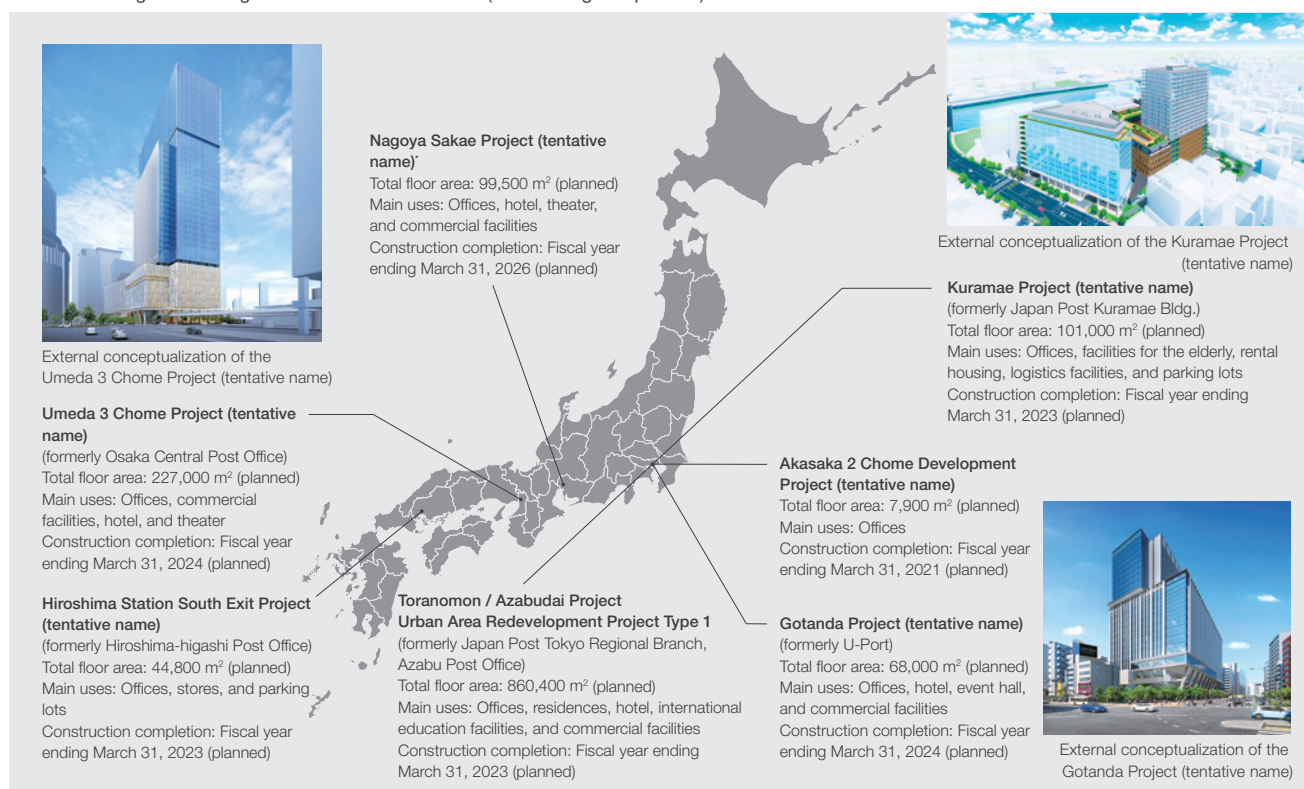 External conceptualization of the
Umeda 3 Chome Project (tentative name)
Umeda 3 Chome Project (tentative
name)
(formerly Osaka Central Post Office)
Total floor area: 227,000 m² (planned)
Main uses: Offices, commercial
facilities, hotel, and theater
Construction completion: Fiscal year
ending March 31, 2024 (planned)
Hiroshima Station South Exit Project
(tentative name)
(formerly Hiroshima-higashi Post Office)
Total floor area: 44,800 m² (planned)
Main uses: Offices, stores, and parking
lots
Construction completion: Fiscal year
ending March 31, 2023 (planned)
Nagoya Sakae Project (tentative
name)*
Total floor area: 99,500 m² (planned)
Main uses: Offices, hotel, theater,
and commercial facilities
Construction completion: Fiscal year
ending March 31, 2026 (planned)
Toranomon / Azabudai Project
Urban Area Redevelopment Project Type 1
(formerly Japan Post Tokyo Regional Branch,
Azabu Post Office)
Total floor area: 860,400 m² (planned)
Main uses: Offices, residences, hotel, international
education facilities, and commercial facilities
Construction completion: Fiscal year ending
March 31, 2023 (planned)
External conceptualization of the Kuramae Project
(tentative name)
Kuramae Project (tentative name)
(formerly Japan Post Kuramae Bldg.)
Total floor area: 101,000 m² (planned)
Main uses: Offices, facilities for the elderly, rental
housing, logistics facilities, and parking lots
Construction completion: Fiscal year ending
March 31, 2023 (planned)
Akasaka 2 Chome Development
Project (tentative name)
Total floor area: 7,900 m² (planned)
Main uses: Offices
Construction completion: Fiscal year
ending March 31, 2021 (planned)
Gotanda Project (tentative name)
(formerly U-Port)
Total floor area: 68,000 m² (planned)
Main uses: Offices, hotel, event hall,
and commercial facilities
Construction completion: Fiscal year
ending March 31, 2024 (planned)
External conceptualization of the
Gotanda Project (tentative name)